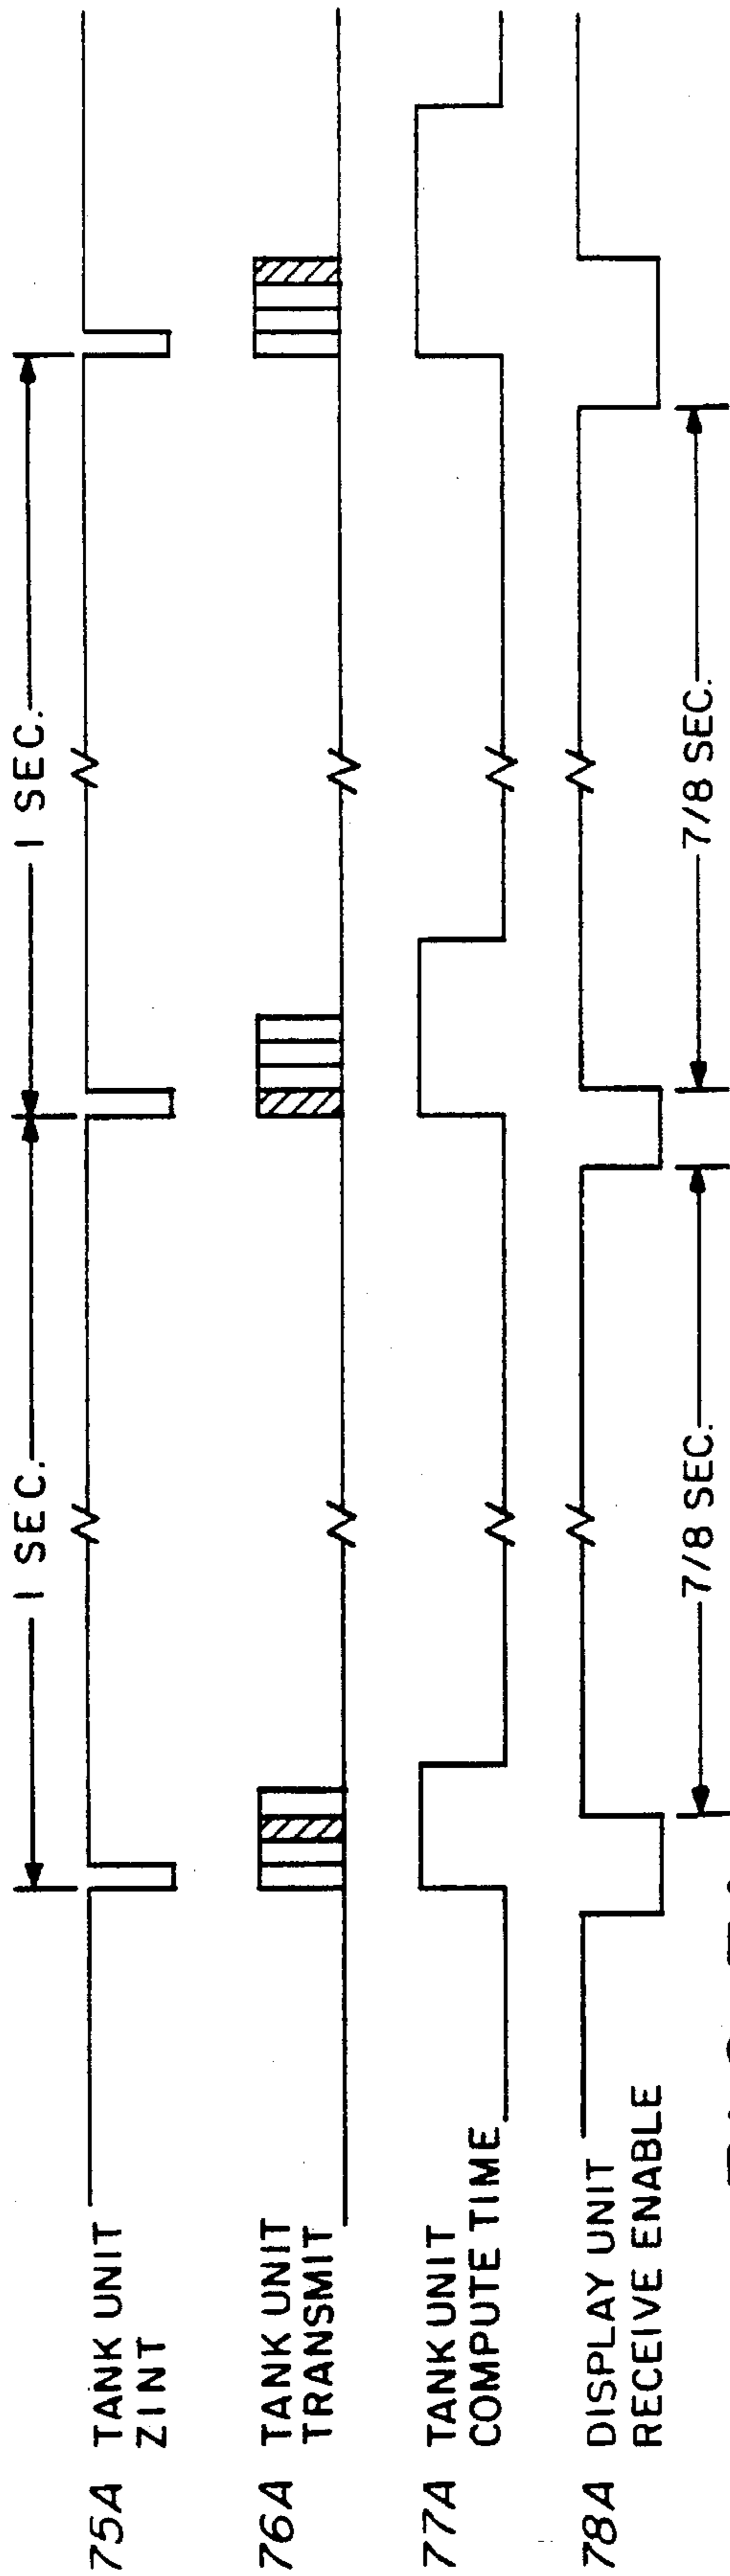 1 SEC.
1 SEC.
75A TANK UNIT
ZINT
76A TANK UNIT
TRANSMIT
77A TANK UNIT
COMPUTE TIME
78A DISPLAY UNIT
RECEIVE ENABLE
7/8 SEC.
7/8 SEC.